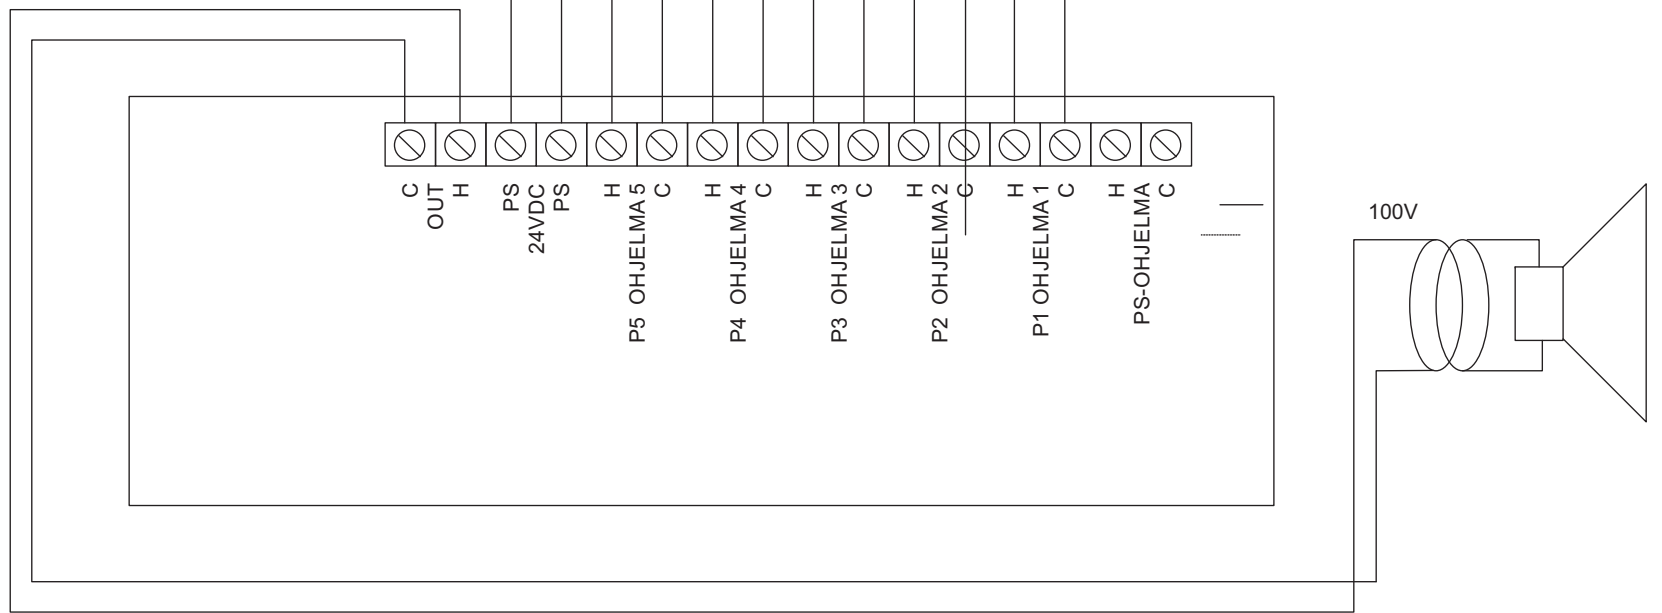 C
OUT
H
PS
24VDC
PS
H
P5 OHJELMA 5
C
H
P4 OHJELMA 4
C
H
P3 OHJELMA 3
C
H
P2 OHJELMA 2
C
H
P1 OHJELMA 1
C
H
PS-OHJELMA
C
100V